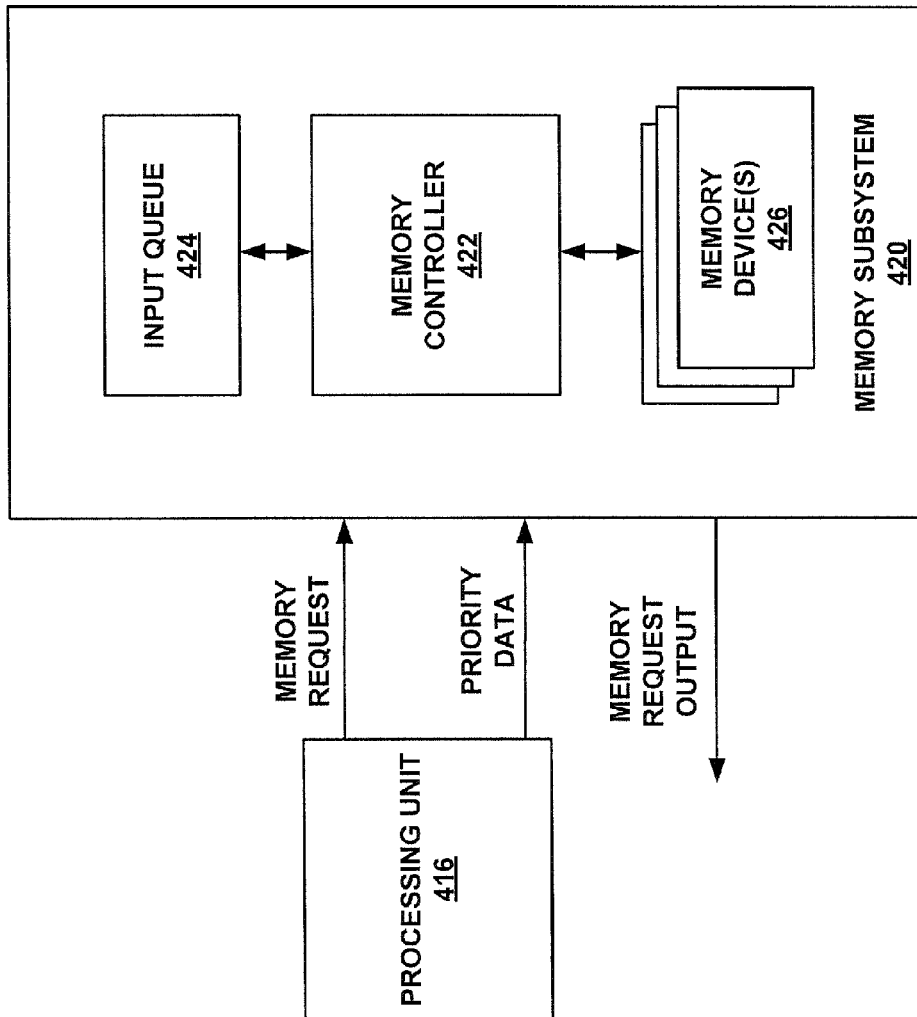 PROCESSING UNIT
416
MEMORY
REQUEST
PRIORITY
DATA
MEMORY
REQUEST
OUTPUT
INPUT QUEUE
424
MEMORY
CONTROLLER
422
MEMORY
DEVICE(S)
426
MEMORY SUBSYSTEM
420